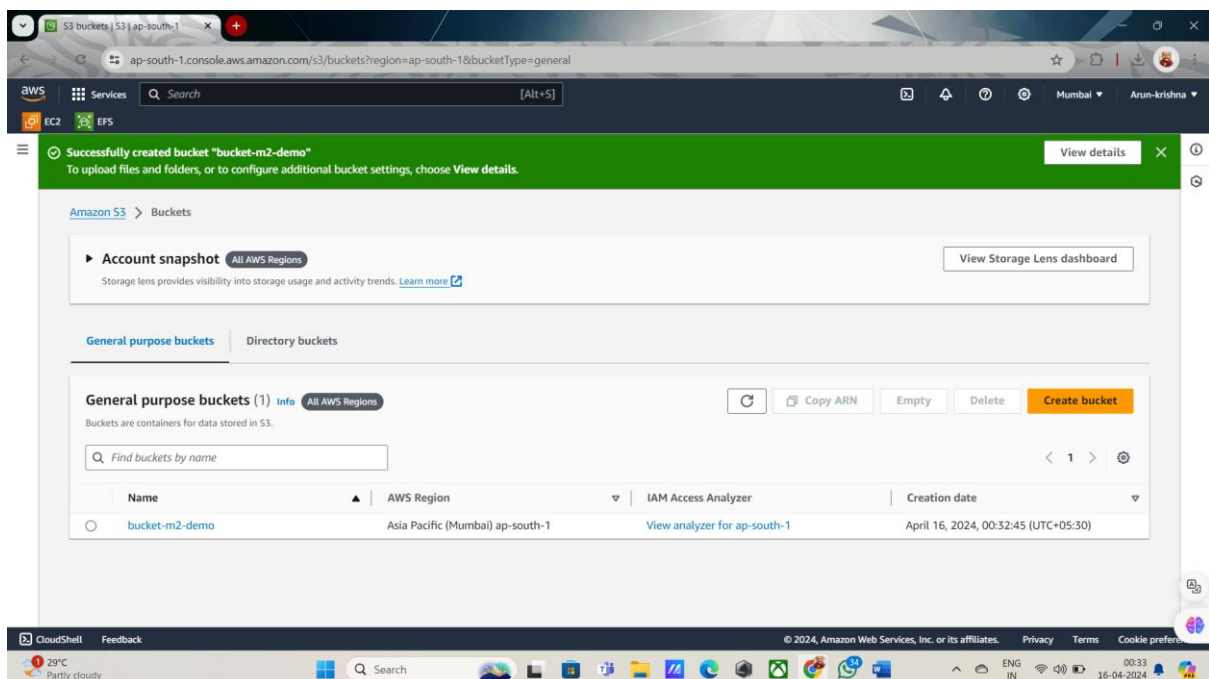 S3 buckets | S3 | ap-south-1
ap-south-1.console.aws.amazon.com/s3/buckets?region=ap-south-1&bucketType=general
aws Services Search [Alt+S] Mumbai Arun-krishna
EC2 EFS
Successfully created bucket "bucket-m2-demo" View details
To upload files and folders, or to configure additional bucket settings, choose View details.
Amazon S3 > Buckets
Account snapshot All AWS Regions View Storage Lens dashboard
Storage lens provides visibility into storage usage and activity trends. Learn more
General purpose buckets Directory buckets
General purpose buckets (1) Info All AWS Regions Copy ARN Empty Delete Create bucket
Buckets are containers for data stored in S3.
Find buckets by name < 1 >
Name AWS Region IAM Access Analyzer Creation date
bucket-m2-demo Asia Pacific (Mumbai) ap-south-1 View analyzer for ap-south-1 April 16, 2024, 00:32:45 (UTC+05:30)
CloudShell Feedback © 2024, Amazon Web Services, Inc. or its affiliates. Privacy Terms Cookie prefere
1 29°C Search 23 ENG 00:33
Partly cloudy IN 16-04-2024